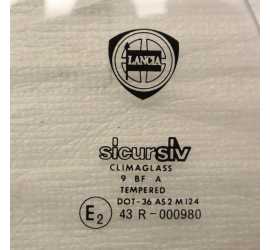 LANCIA
sicursiv
CLIMAGLASS
9 BF A
TEMPERED
DOT-36 AS2 M124
E2 43 R-000980